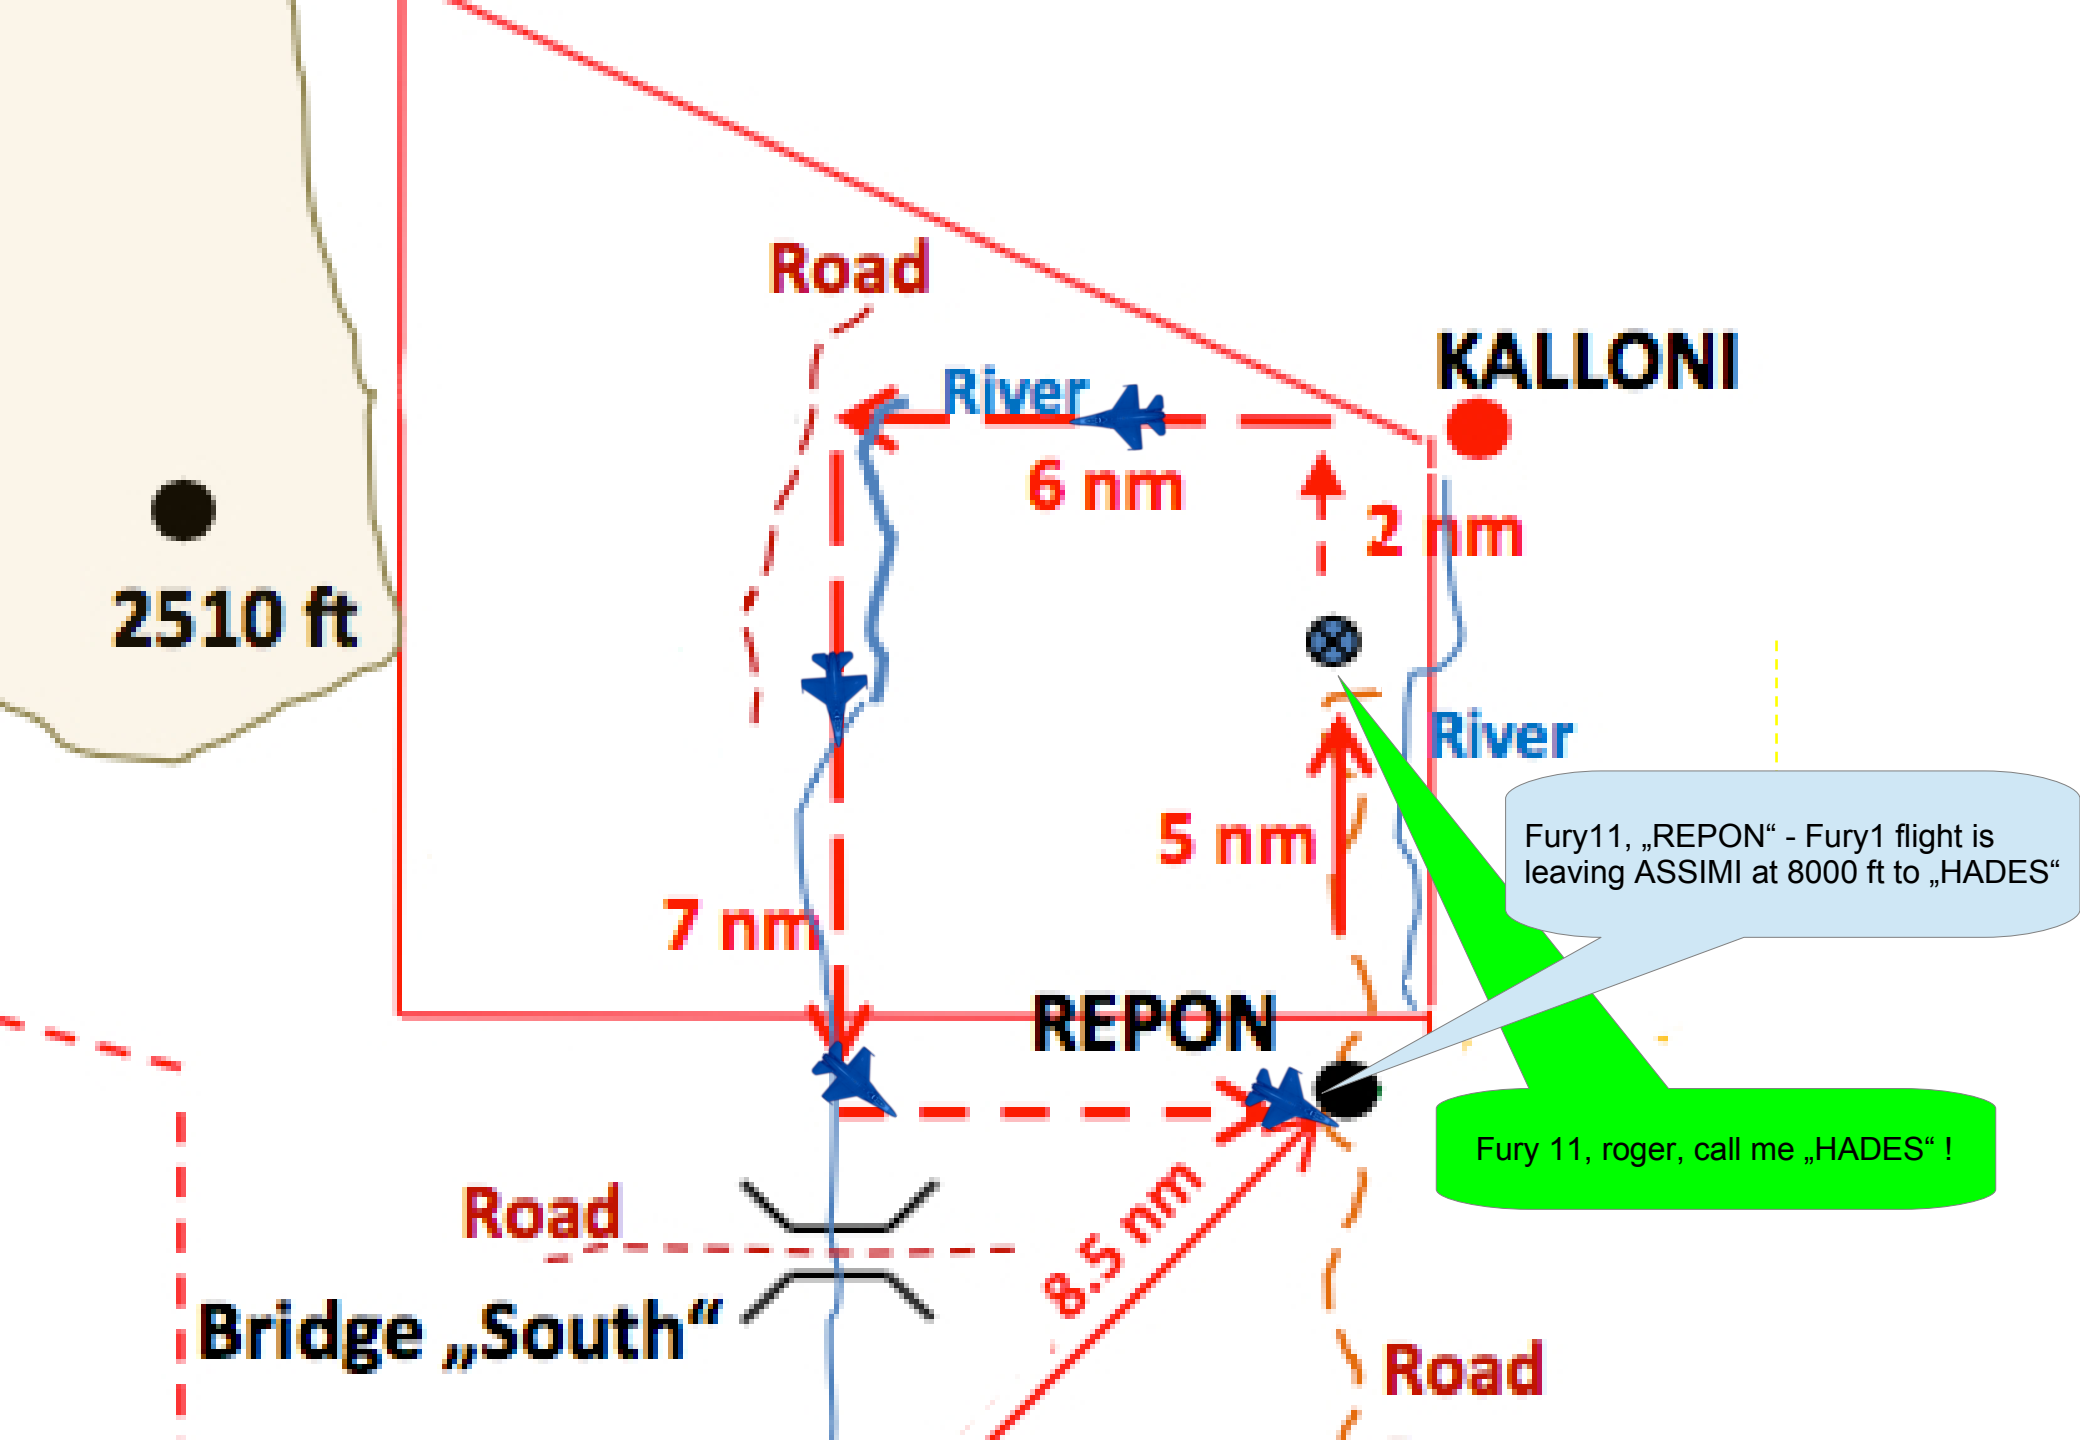 Road
KALLONI
River
6 nm
2 nm
2510 ft
River
5 nm
Fury11, „REPON“ - Fury1 flight is
leaving ASSIMI at 8000 ft to „HADES“
7 nm
REPON
Fury 11, roger, call me „HADES“ !
Road
8.5 nm
Bridge „South“
Road